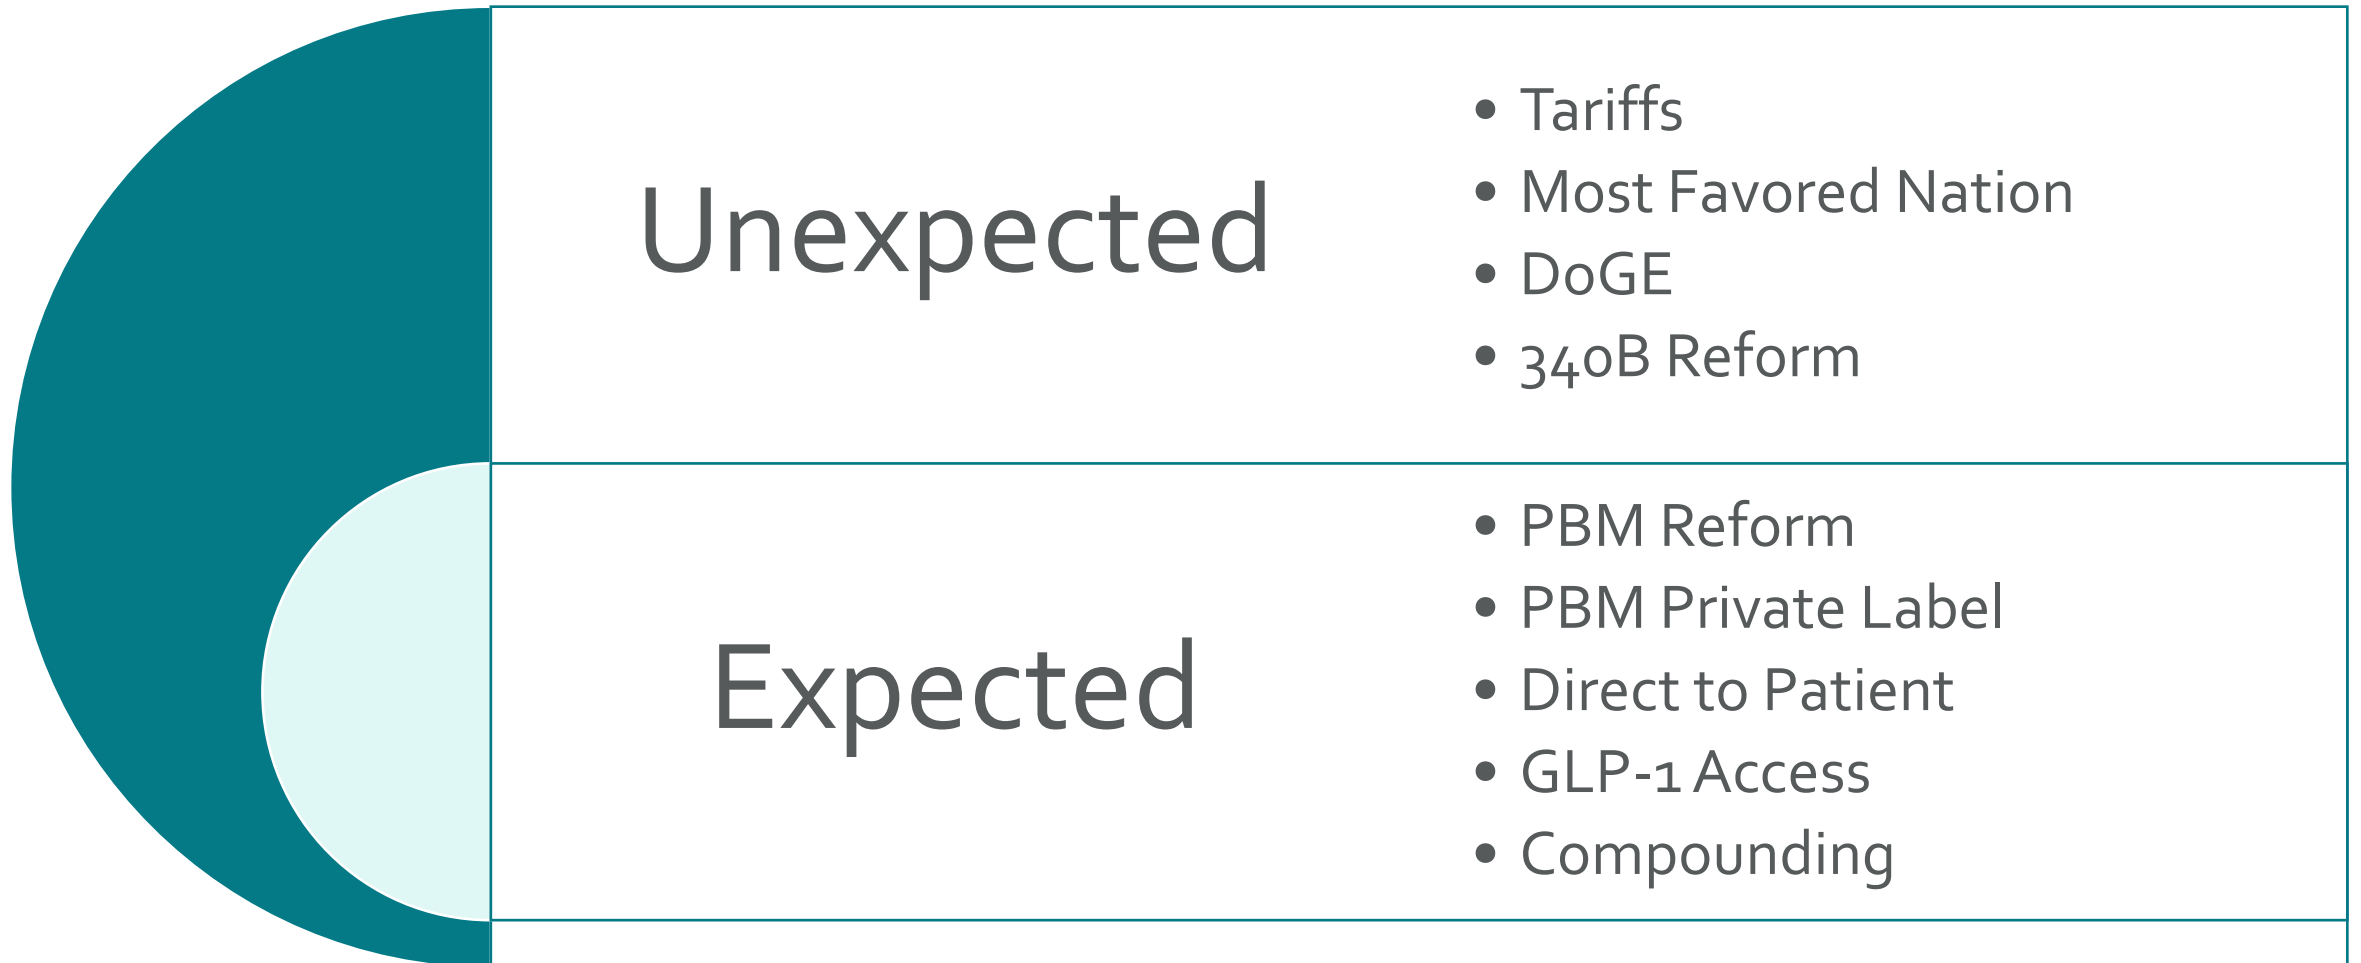 Unexpected
• Tariffs
• Most Favored Nation
• DoGE
• 340B Reform
Expected
• PBM Reform
• PBM Private Label
• Direct to Patient
• GLP-1 Access
• Compounding